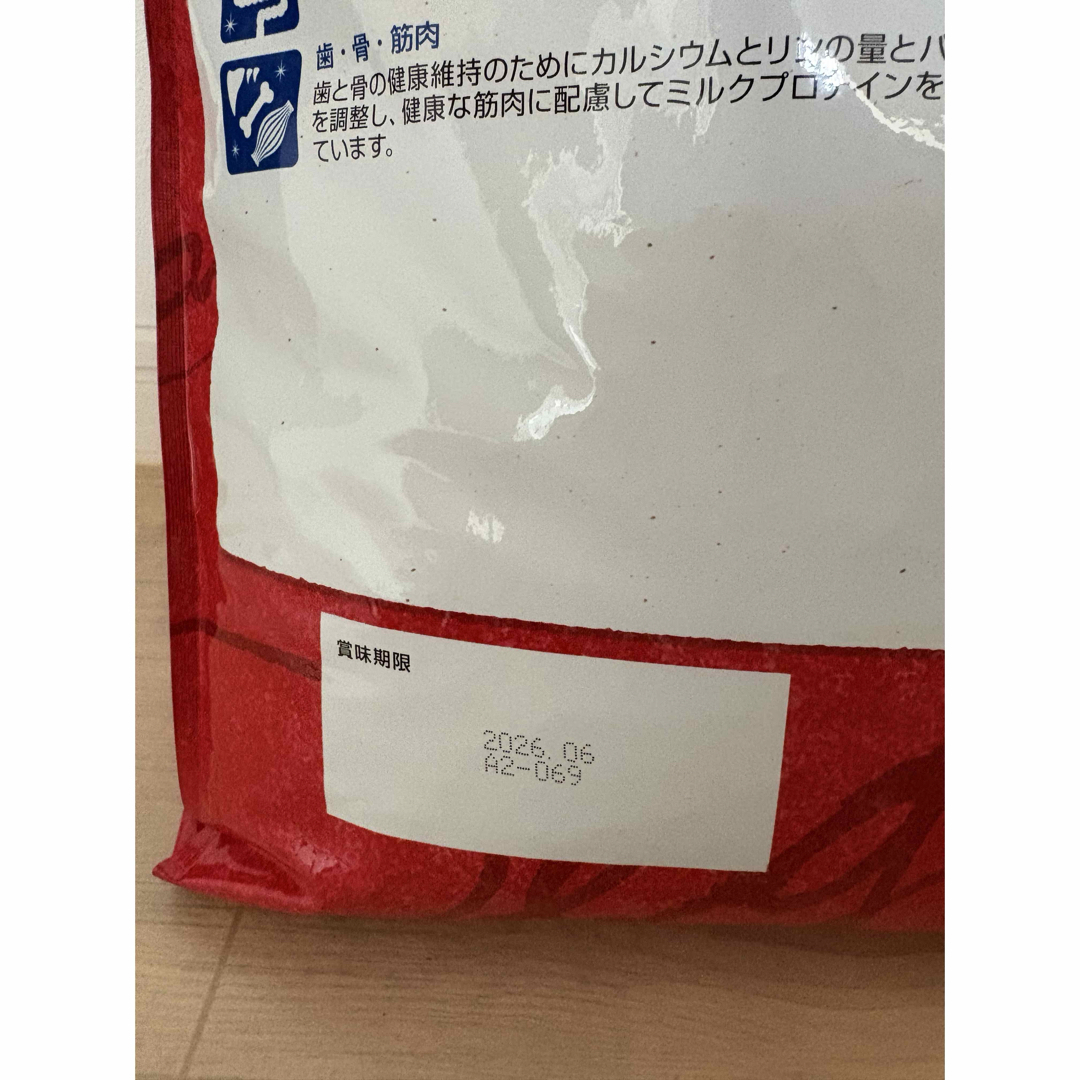 歯・骨・筋肉
歯と骨の健康維持のためにカルシウムとリンの量とバ
を調整し、健康な筋肉に配慮してミルクプロテインを
ています。
賞味期限
2026.06
A2-069